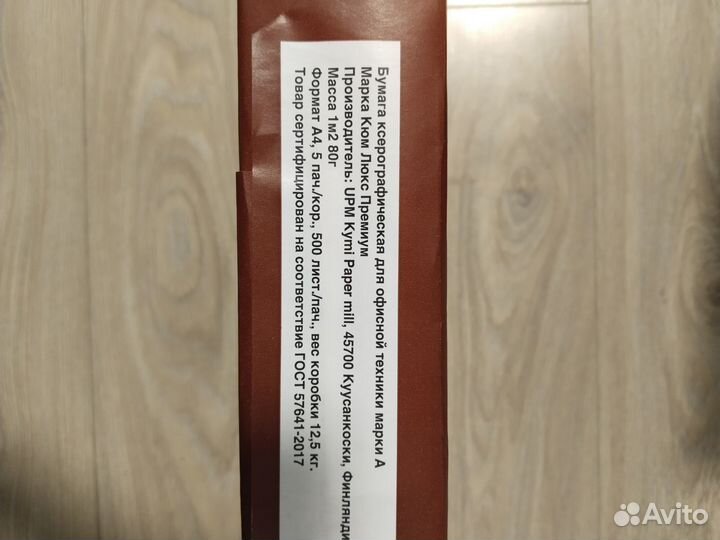 Бумага ксерографическая для офисной техники марки А
Марка Кюм Люкс Премиум
Производитель: UPM Kymi Paper mill, 45700 Куусанкоски, Финлянди
Масса 1м2 80г
Формат А4, 5 пач./кор., 500 лист./пач., вес коробки 12,5 кг.
Товар сертифицирован на соответствие ГОСТ 57641-2017
Avito